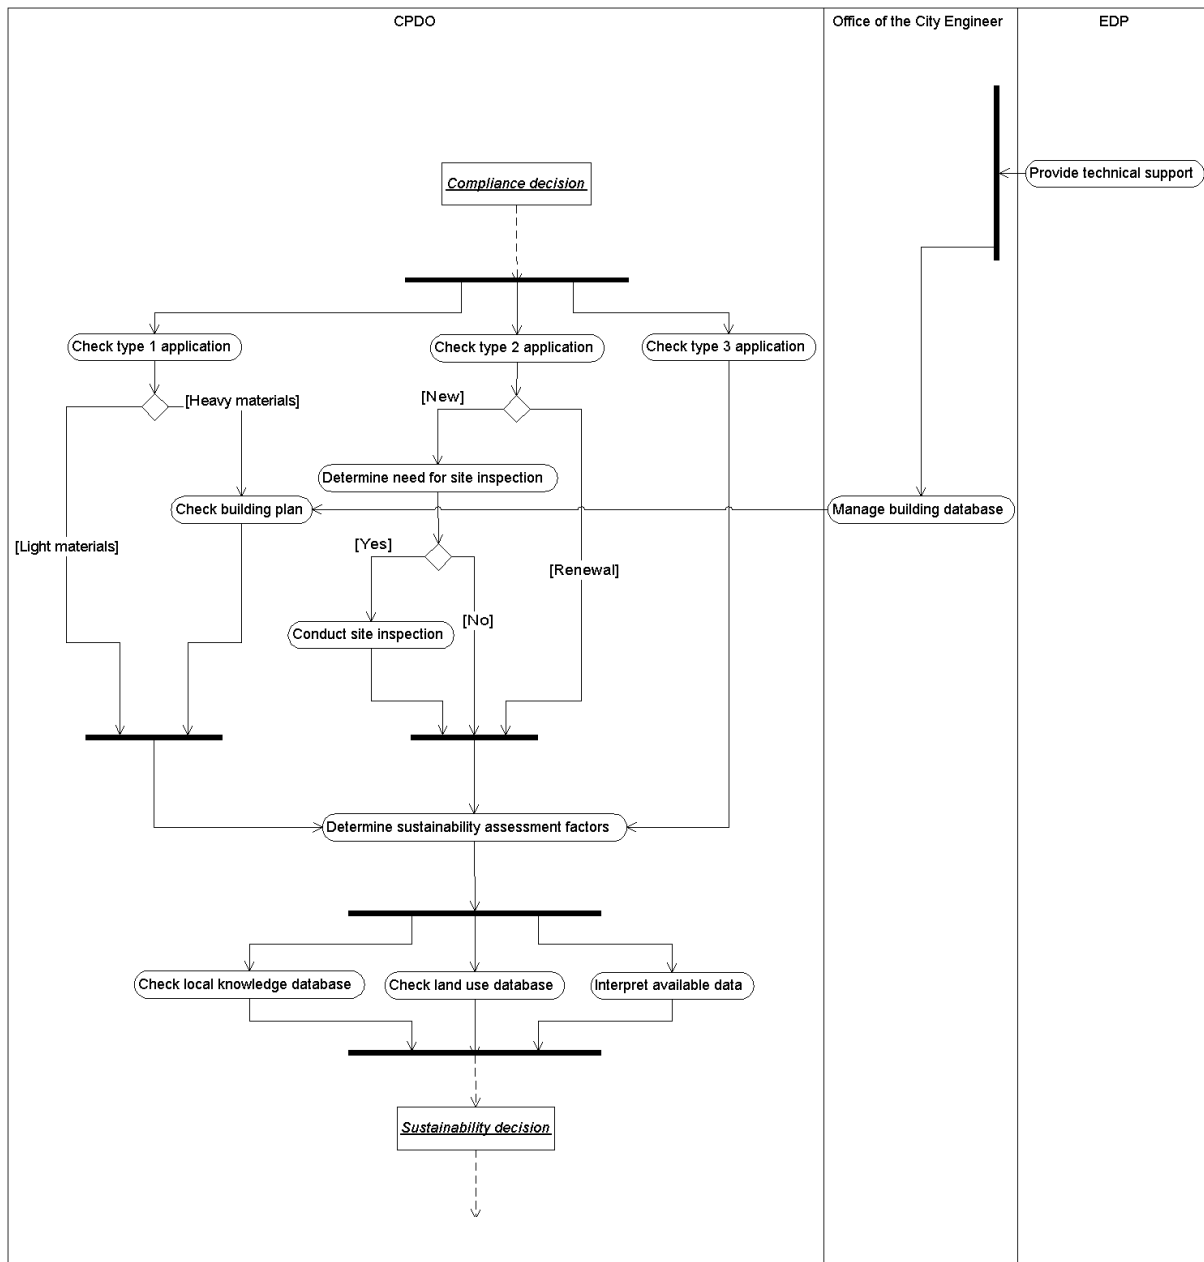 CPDO
Office of the City Engineer
EDP
Provide technical support
Compliance decision
Check type 1 application
Check type 2 application
Check type 3 application
[Heavy materials]
[New]
Determine need for site inspection
Check building plan
Manage building database
[Light materials]
[Yes]
[Renewal]
[No]
Conduct site inspection
Determine sustainability assessment factors
Check local knowledge database
Check land use database
Interpret available data
Sustainability decision